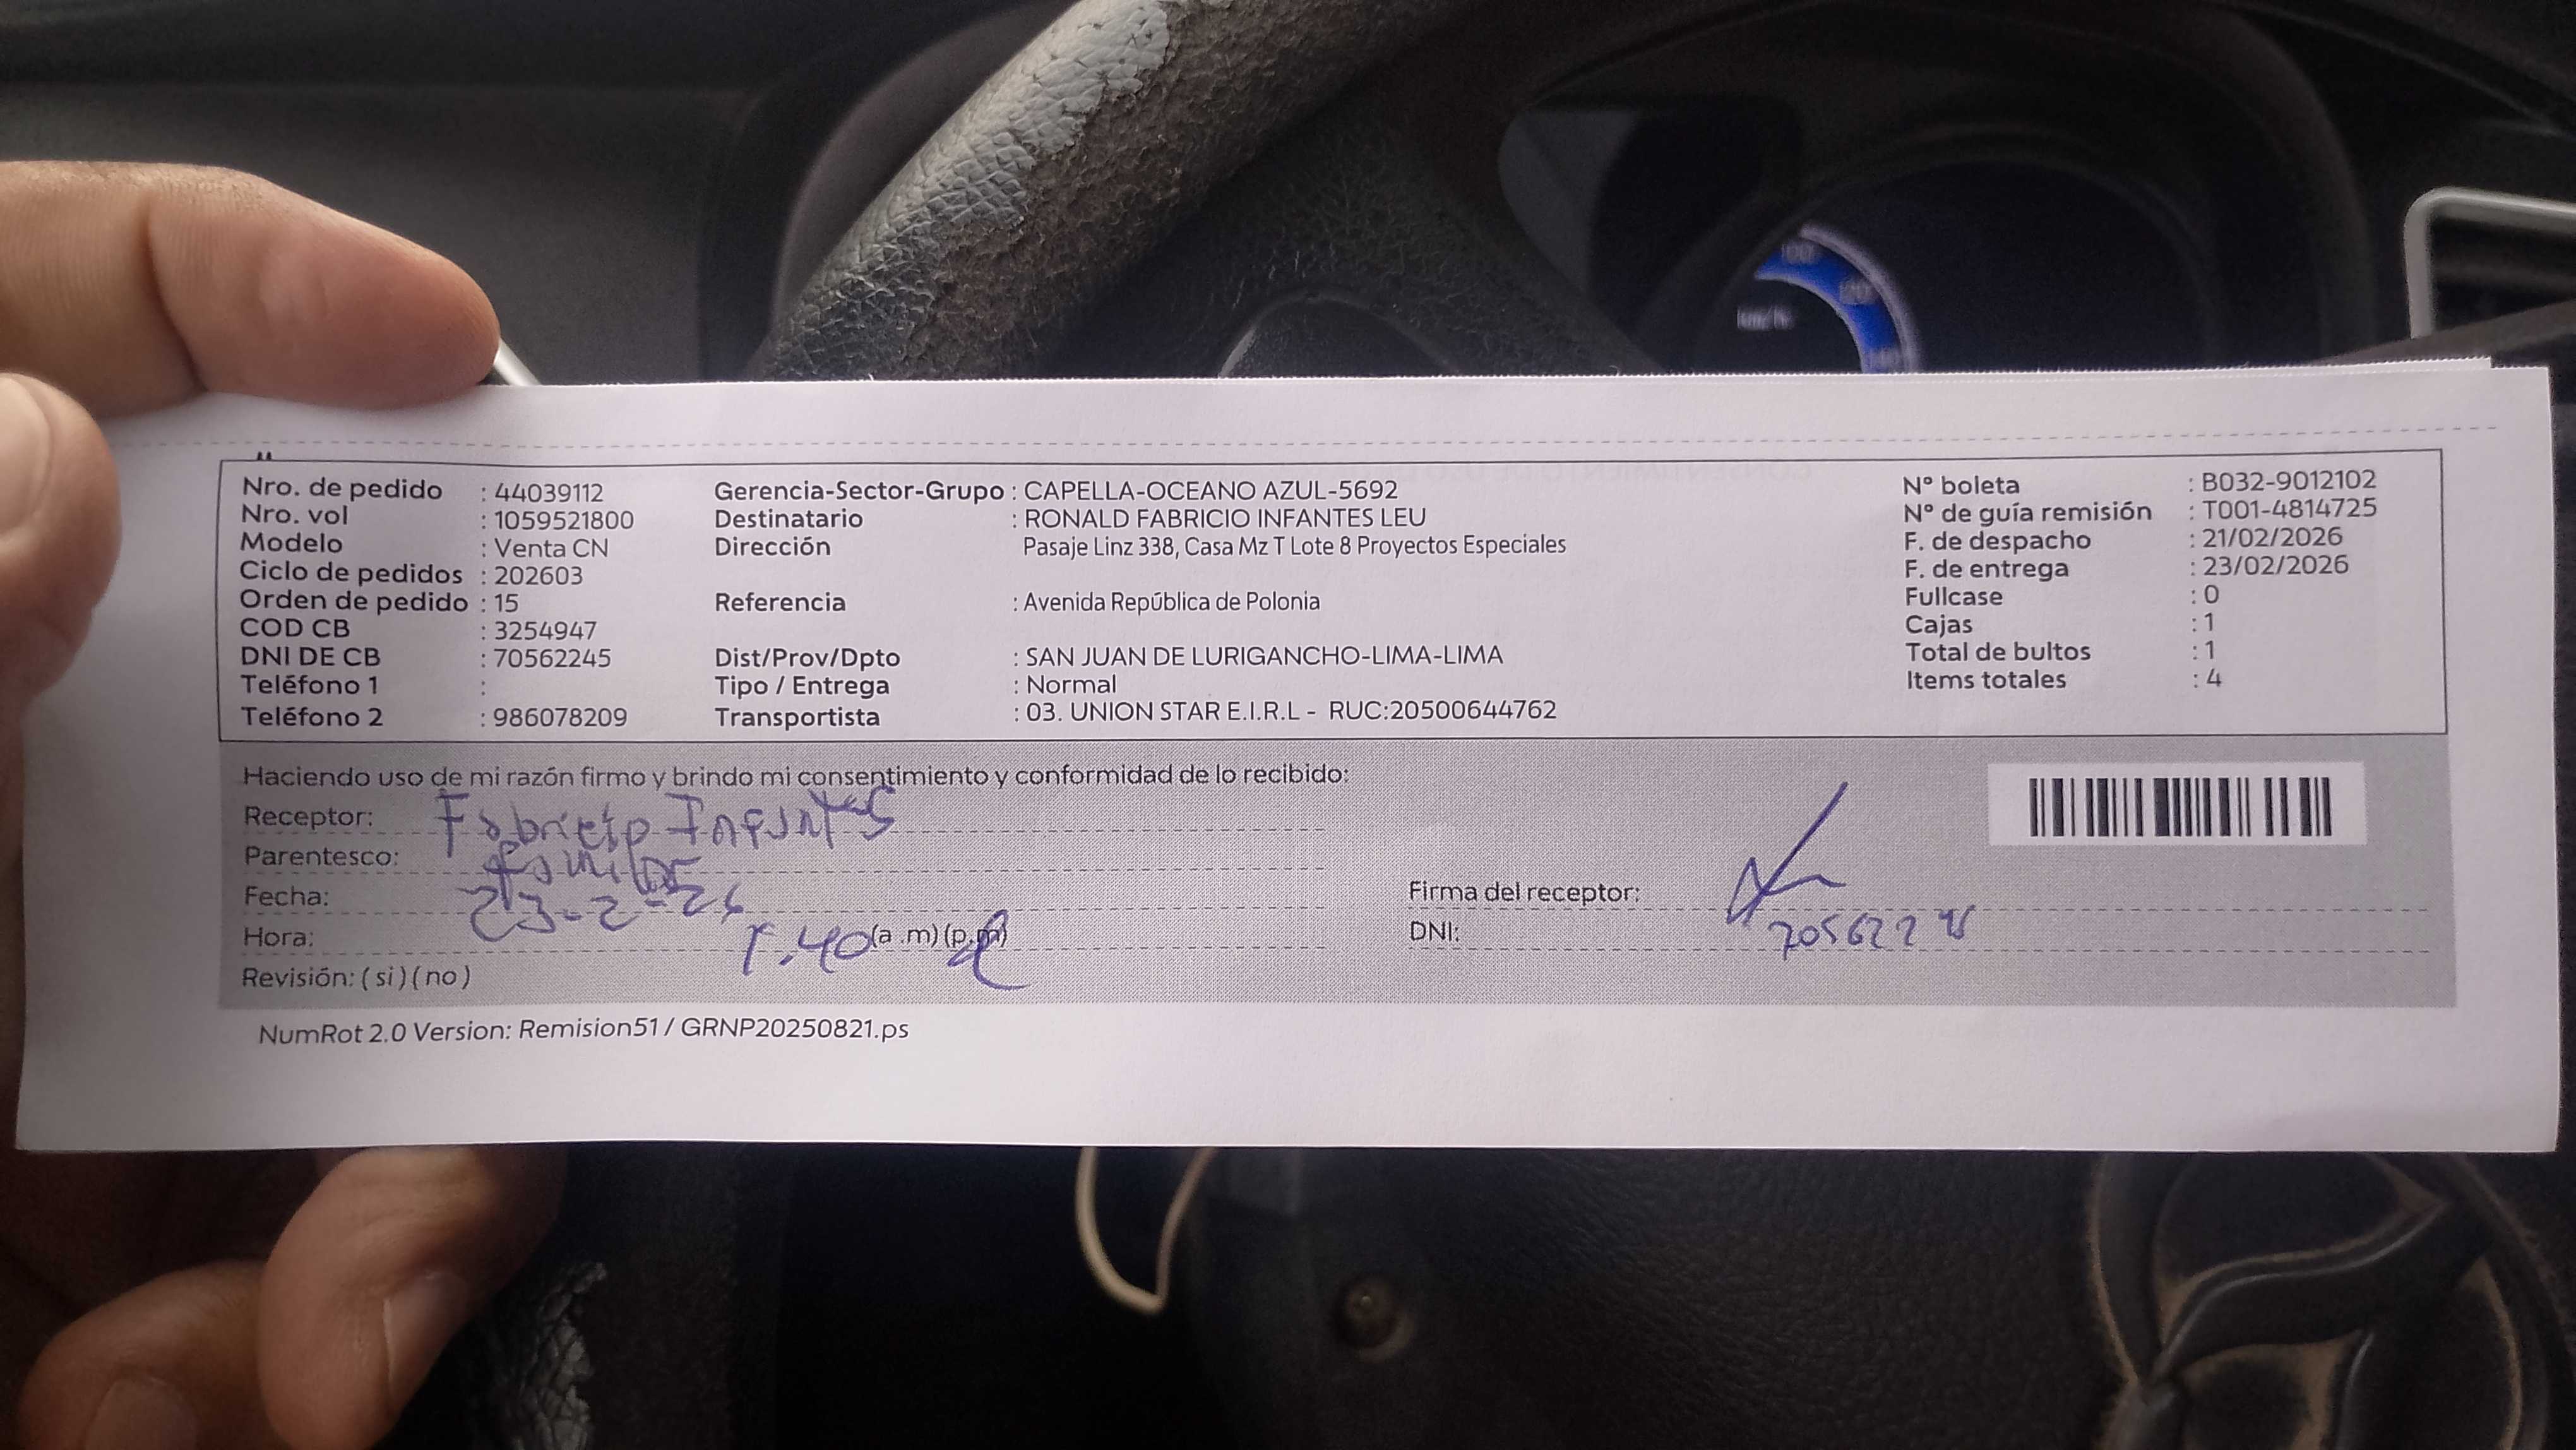 Nro. de pedido : 44039112
Nro. vol : 1059521800
Modelo : Venta CN
Ciclo de pedidos : 202603
Orden de pedido : 15
COD CB : 3254947
DNI DE CB : 70562245
Teléfono 1 :
Teléfono 2 : 986078209
Gerencia-Sector-Grupo : CAPELLA-OCEANO AZUL-5692
Destinatario : RONALD FABRICIO INFANTES LEU
Dirección Pasaje Linz 338, Casa Mz T Lote 8 Proyectos Especiales
Referencia : Avenida República de Polonia
Dist/Prov/Dpto : SAN JUAN DE LURIGANCHO-LIMA-LIMA
Tipo / Entrega : Normal
Transportista : 03. UNION STAR E.I.R.L - RUC:20500644762
N° boleta : B032-9012102
N° de guía remisión : T001-4814725
F. de despacho : 21/02/2026
F. de entrega : 23/02/2026
Fullcase : 0
Cajas : 1
Total de bultos : 1
Items totales : 4
Haciendo uso de mi razón firmo y brindo mi consentimiento y conformidad de lo recibido:
Receptor: Fabricio Infantes
Parentesco:
Fecha: 23-2-26
Hora: (a .m) (p.m)
Revisión: ( si ) ( no )
Firma del receptor:
DNI:
NumRot 2.0 Version: Remision51 / GRNP20250821.ps